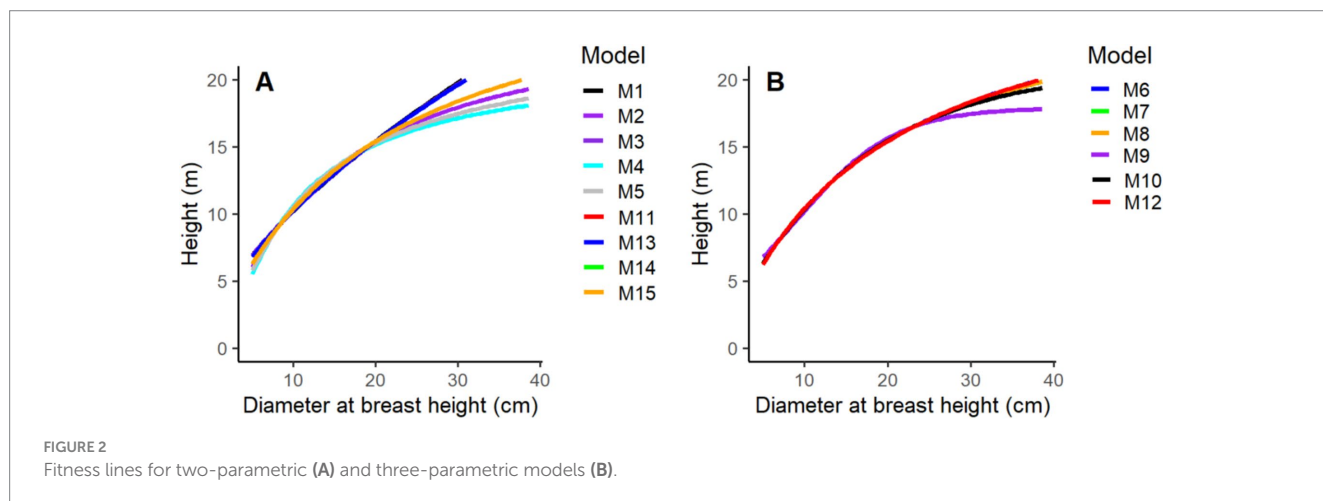 A
Height (m)
20
15
10
5
0
10
20
30
40
Diameter at breast height (cm)
Model
M1
M2
M3
M4
M5
M11
M13
M14
M15
B
Height (m)
20
15
10
5
0
10
20
30
40
Diameter at breast height (cm)
Model
M6
M7
M8
M9
M10
M12
FIGURE 2
Fitness lines for two-parametric (A) and three-parametric models (B).